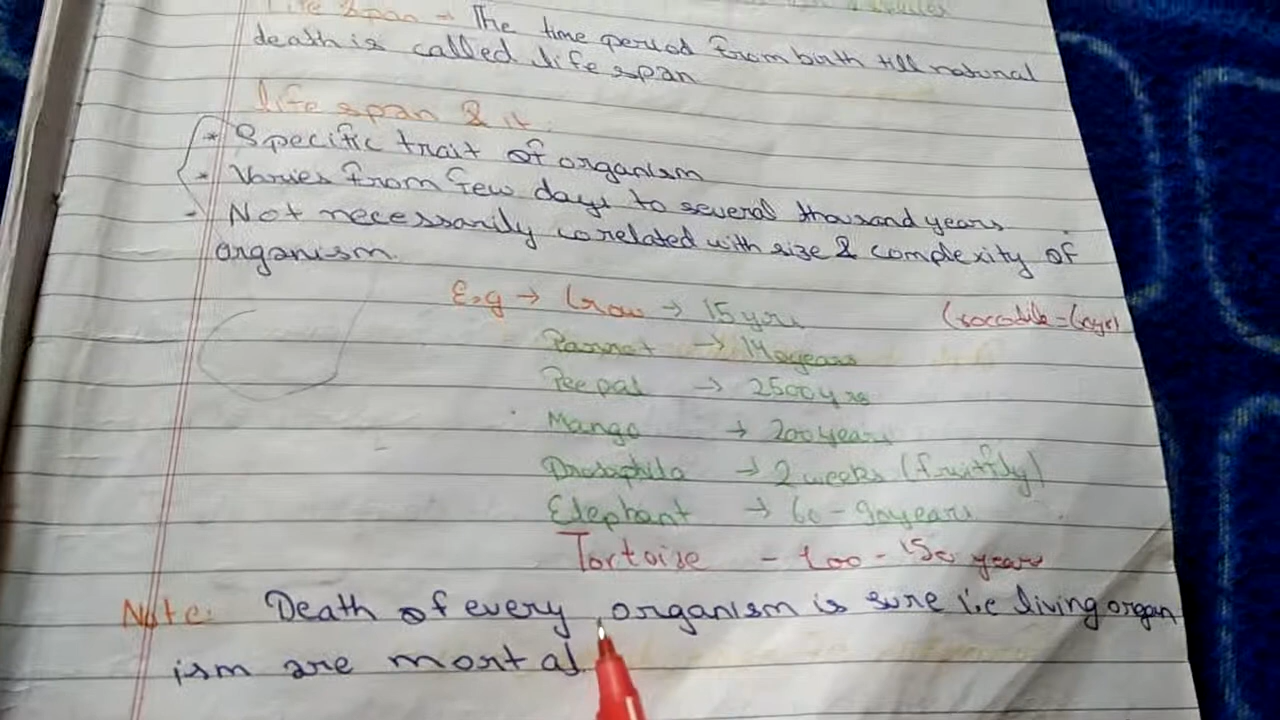 Life Span → The time period from birth till natural
death is called life span
life span & it
* Specific trait of organism
* Varies from few days to several thousand years
- Not necessarily corelated with size & complexity of
organism.
E.g → Crow → 15 yrs
Parrot → 140 years
Peepal → 2500 yrs
Mango → 200 years
Drosophila → 2 weeks (fruitfly)
Elephant → 60 - 90 years
Tortoise - 100 - 150 years
Note: Death of every organism is sure i.e living organ
ism are mortal